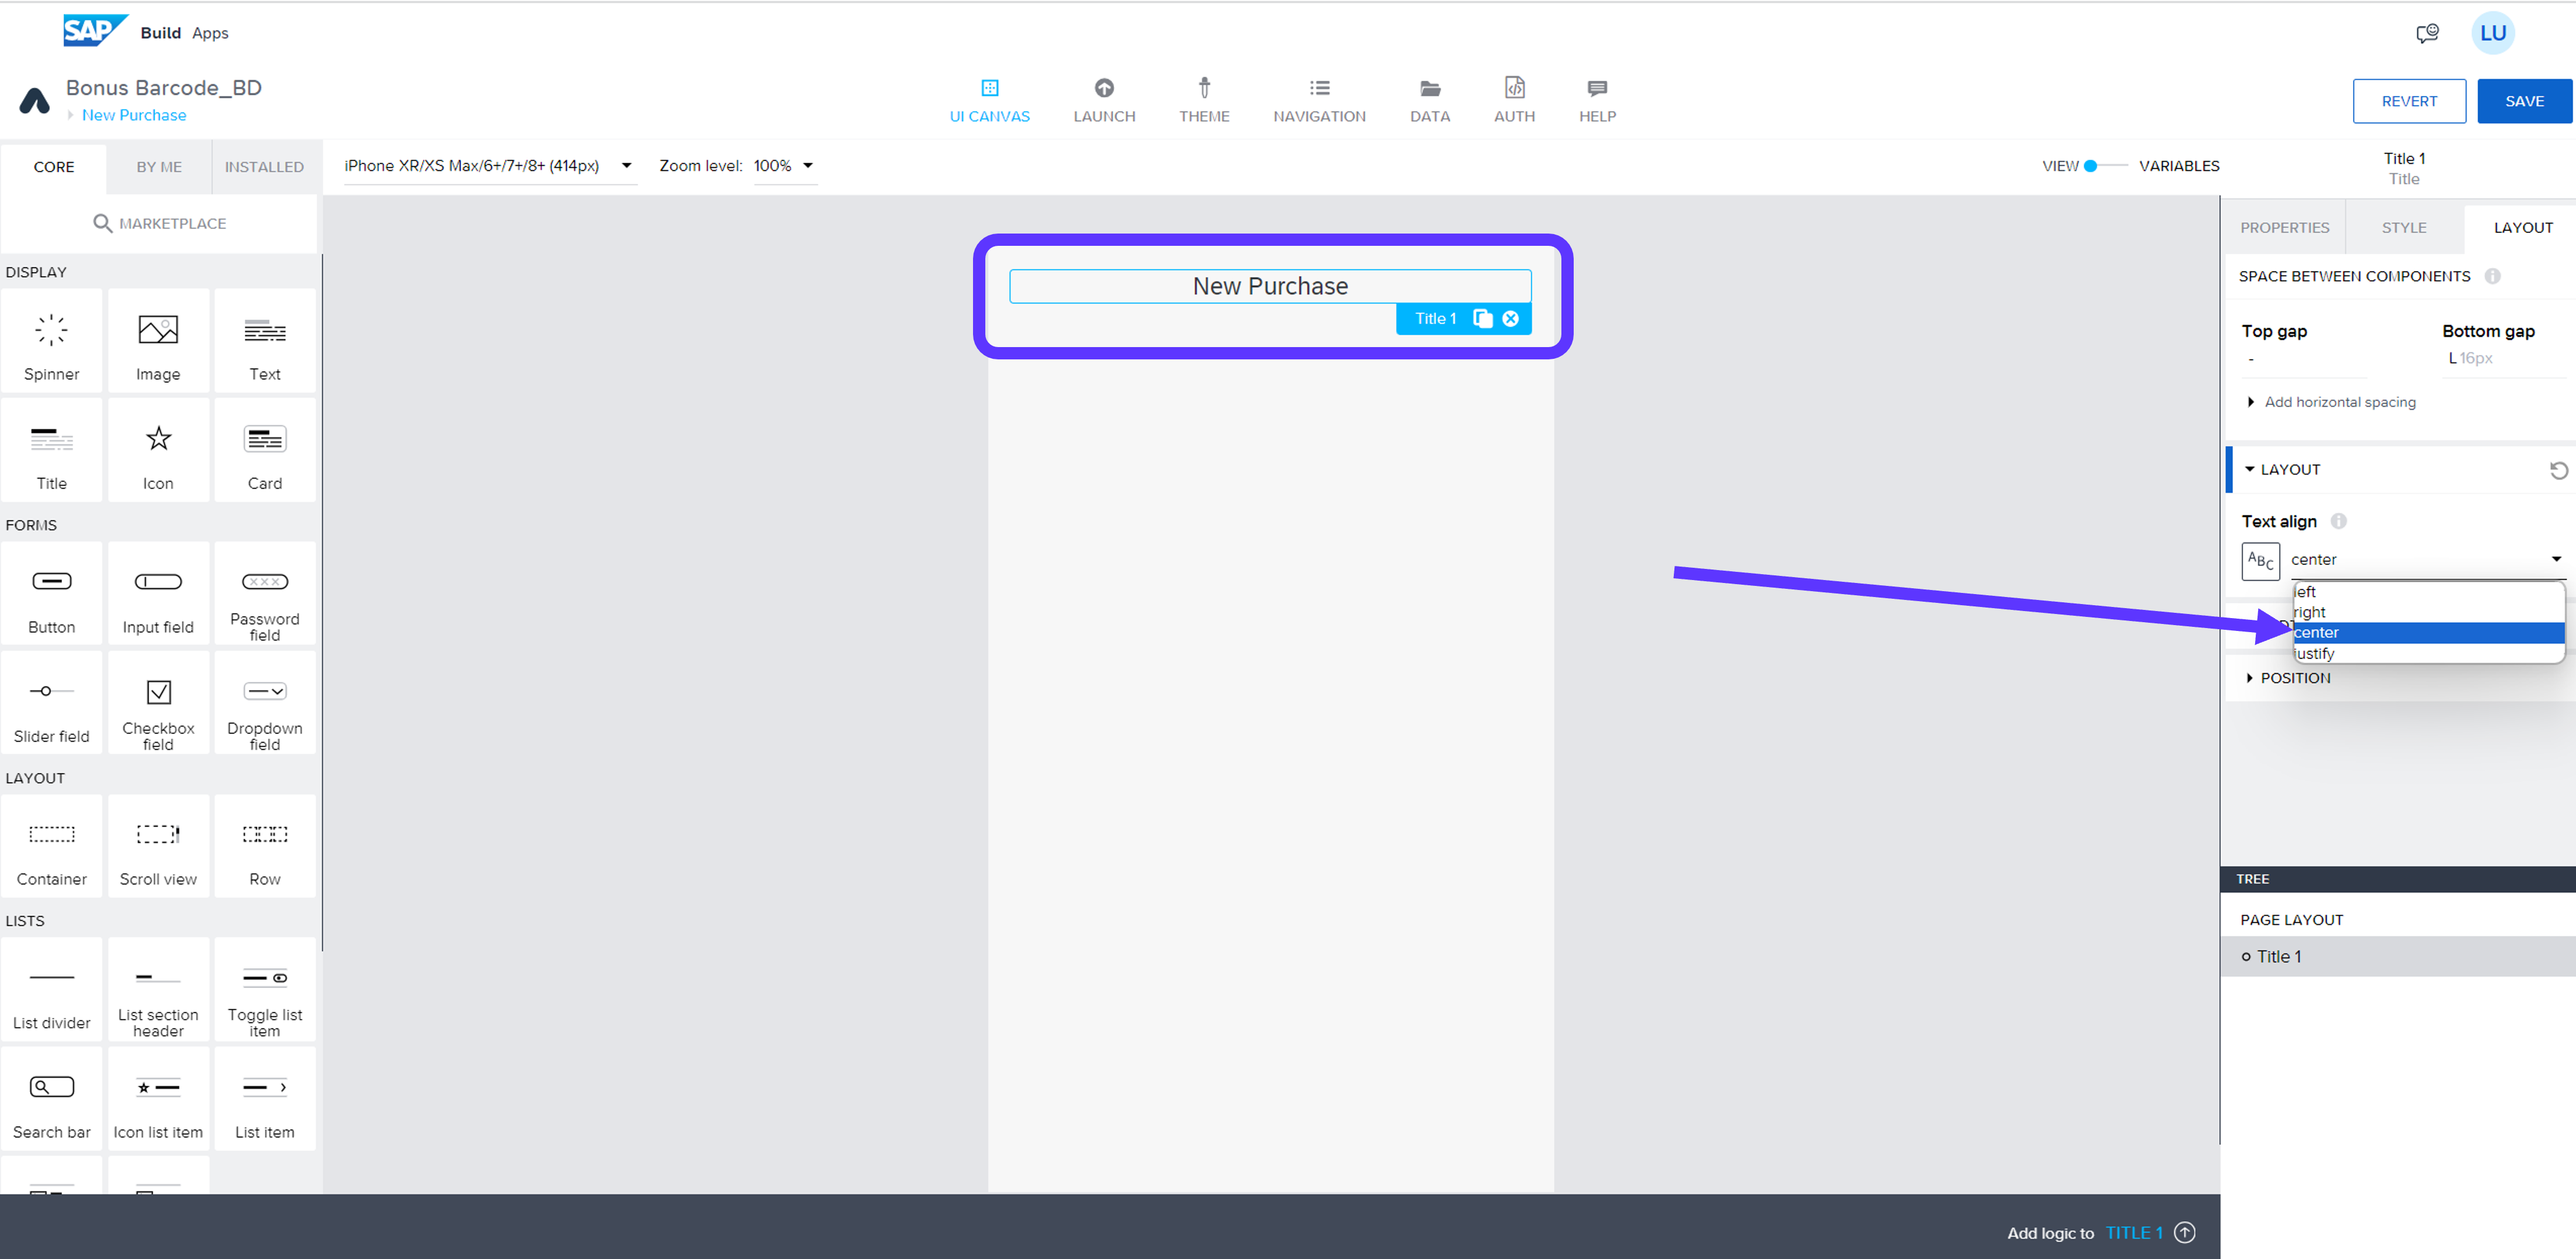 SAP Build Apps
LU
Bonus Barcode_BD
New Purchase
UI CANVAS
LAUNCH
THEME
NAVIGATION
DATA
AUTH
HELP
REVERT
SAVE
CORE
BY ME
INSTALLED
MARKETPLACE
iPhone XR/XS Max/6+/7+/8+ (414px)
Zoom level: 100%
VIEW
VARIABLES
Title 1
Title
DISPLAY
Spinner
Image
Text
Title
Icon
Card
FORMS
Button
Input field
Password
field
Slider field
Checkbox
field
Dropdown
field
LAYOUT
Container
Scroll view
Row
LISTS
List divider
List section
header
Toggle list
item
Search bar
Icon list item
List item
New Purchase
Title 1
PROPERTIES
STYLE
LAYOUT
SPACE BETWEEN COMPONENTS
Top gap
-
Bottom gap
L 16px
Add horizontal spacing
LAYOUT
Text align
ABC
center
left
right
center
justify
POSITION
TREE
PAGE LAYOUT
Title 1
Add logic to TITLE 1